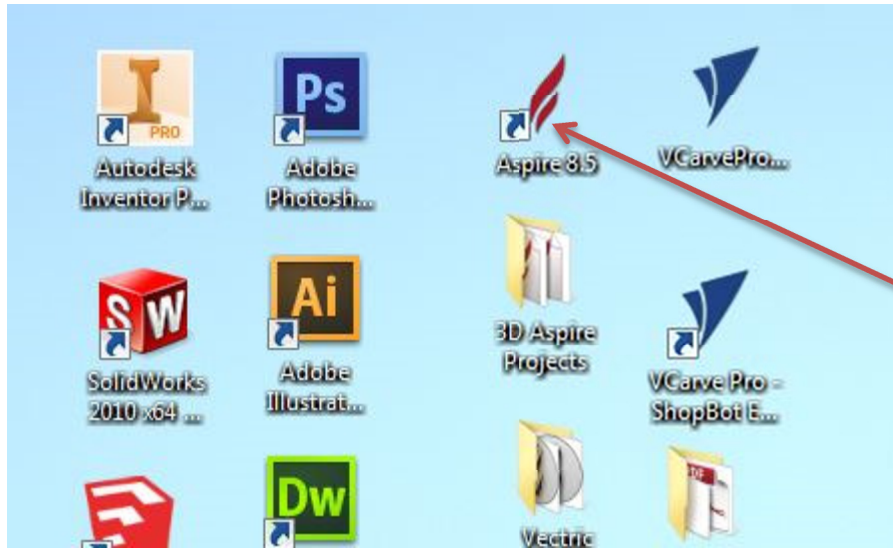 I
PRO
Autodesk
Inventor P...
Ps
Adobe
Photosh...
Aspire 8.5
VCarvePro...
SW
SolidWorks
2010 x64 ...
Ai
Adobe
Illustrat...
3D Aspire
Projects
VCarve Pro -
ShopBot E...
Dw
Vectric
PDF